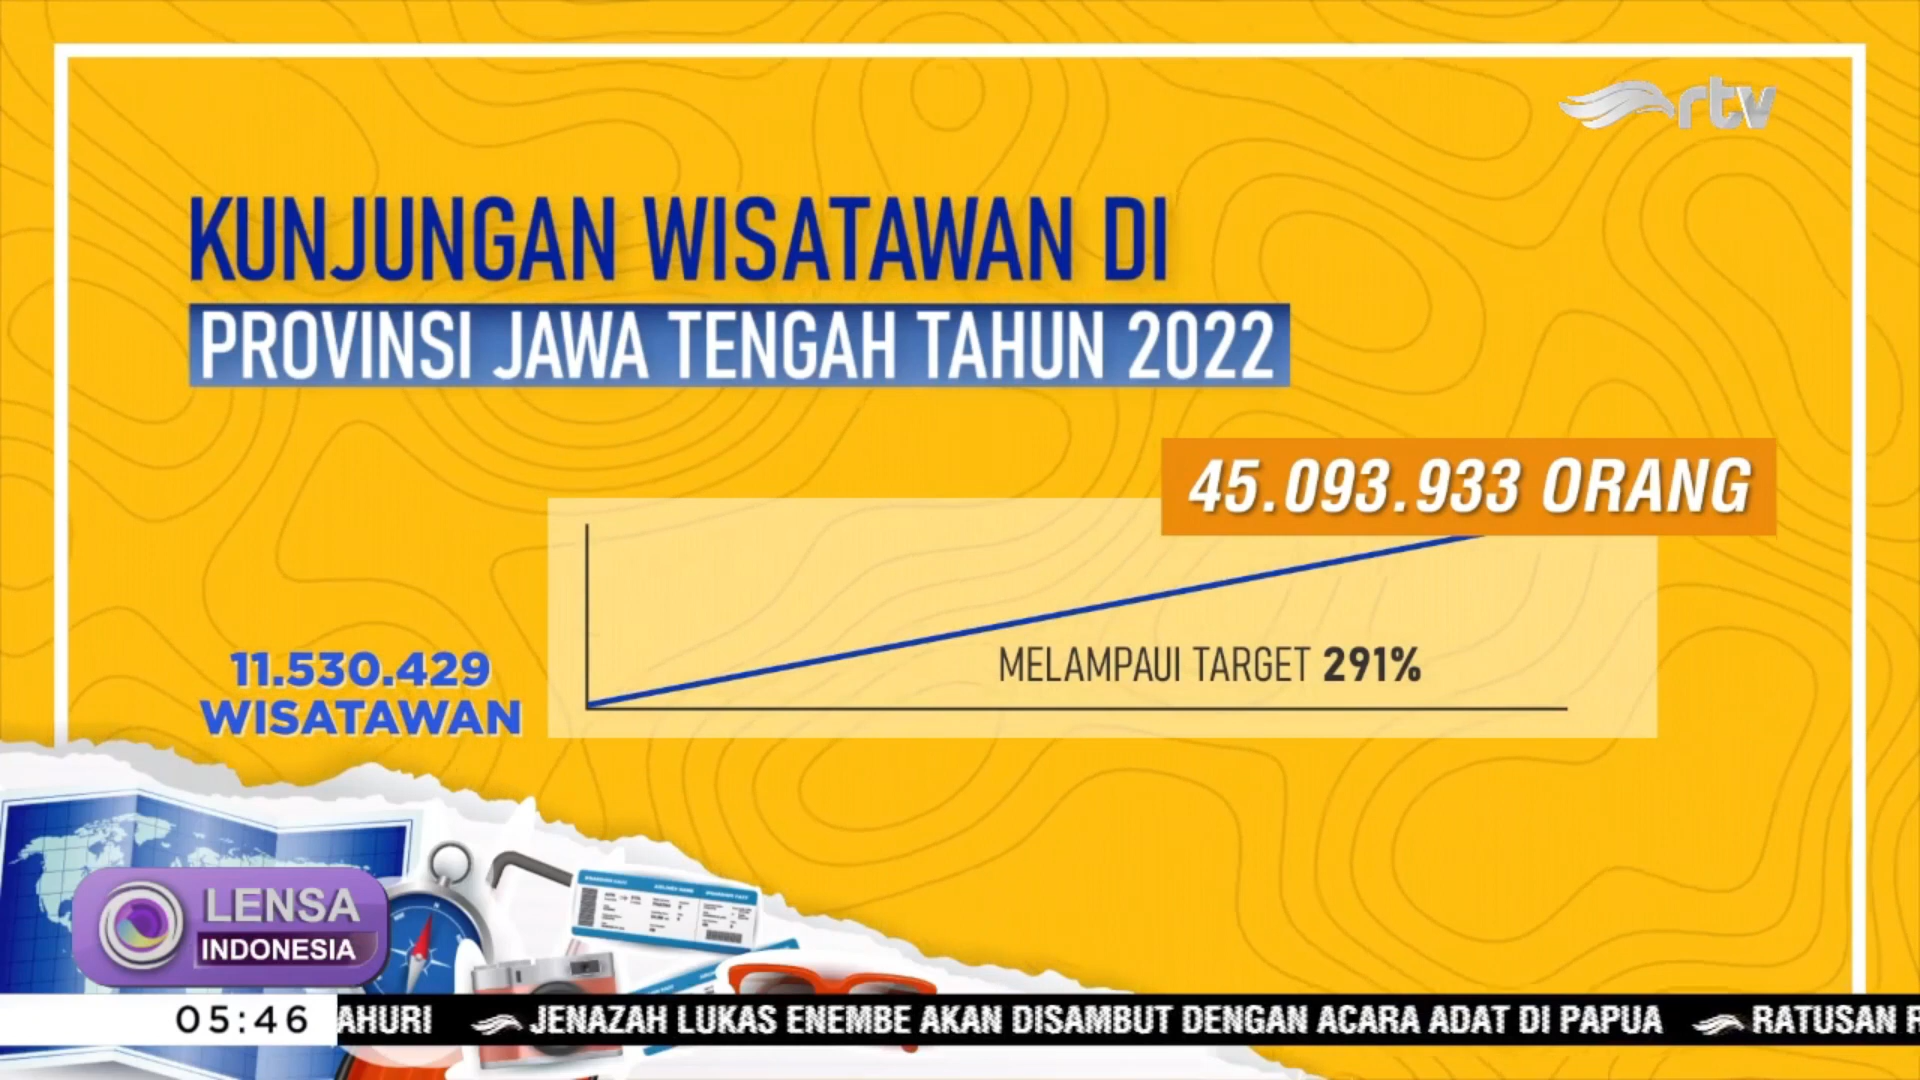 rtv
KUNJUNGAN WISATAWAN DI
PROVINSI JAWA TENGAH TAHUN 2022
45.093.933 ORANG
MELAMPAUI TARGET 291%
11.530.429
WISATAWAN
LENSA
INDONESIA
05:46
AHURI JENAZAH LUKAS ENEMBE AKAN DISAMBUT DENGAN ACARA ADAT DI PAPUA RATUSAN